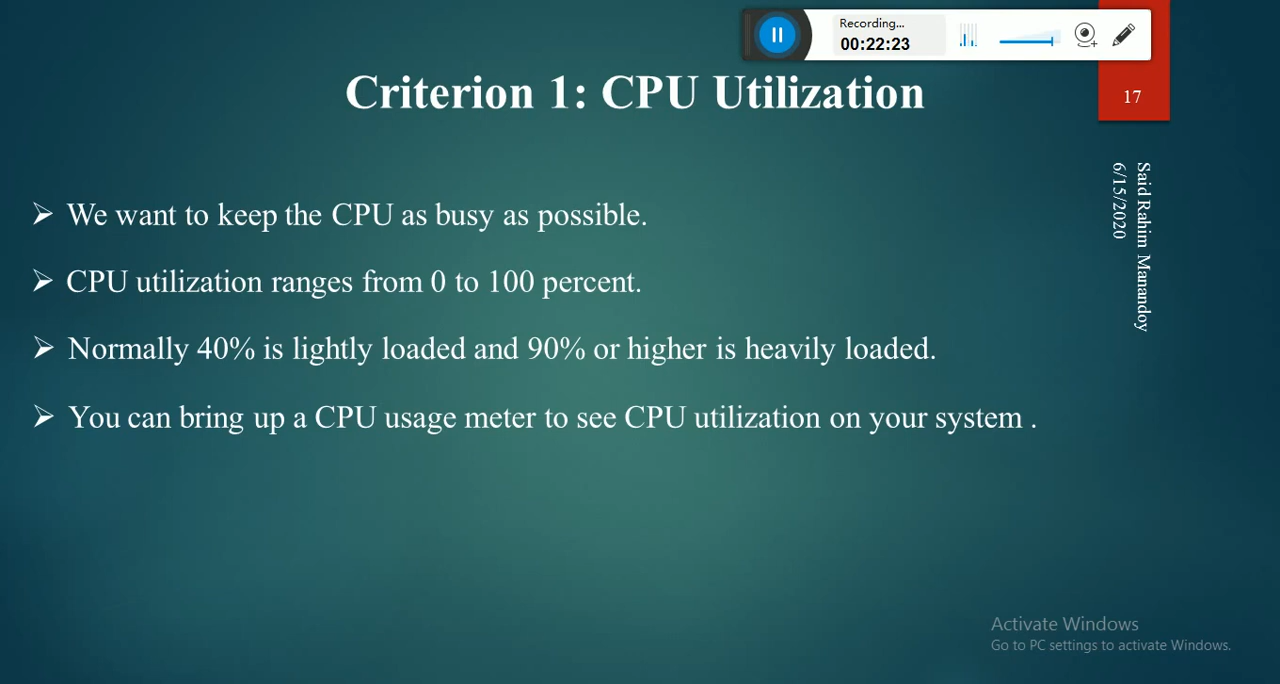 Recording...
00:22:23
Criterion 1: CPU Utilization
17
Said Rahim Manandoy
6/15/2020
➢ We want to keep the CPU as busy as possible.
➢ CPU utilization ranges from 0 to 100 percent.
➢ Normally 40% is lightly loaded and 90% or higher is heavily loaded.
➢ You can bring up a CPU usage meter to see CPU utilization on your system .
Activate Windows
Go to PC settings to activate Windows.